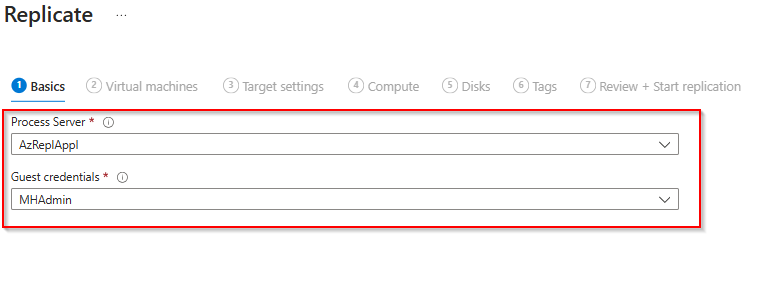 Replicate ...
1 Basics 2 Virtual machines 3 Target settings 4 Compute 5 Disks 6 Tags 7 Review + Start replication
Process Server *
AzReplAppl
Guest credentials *
MHAdmin